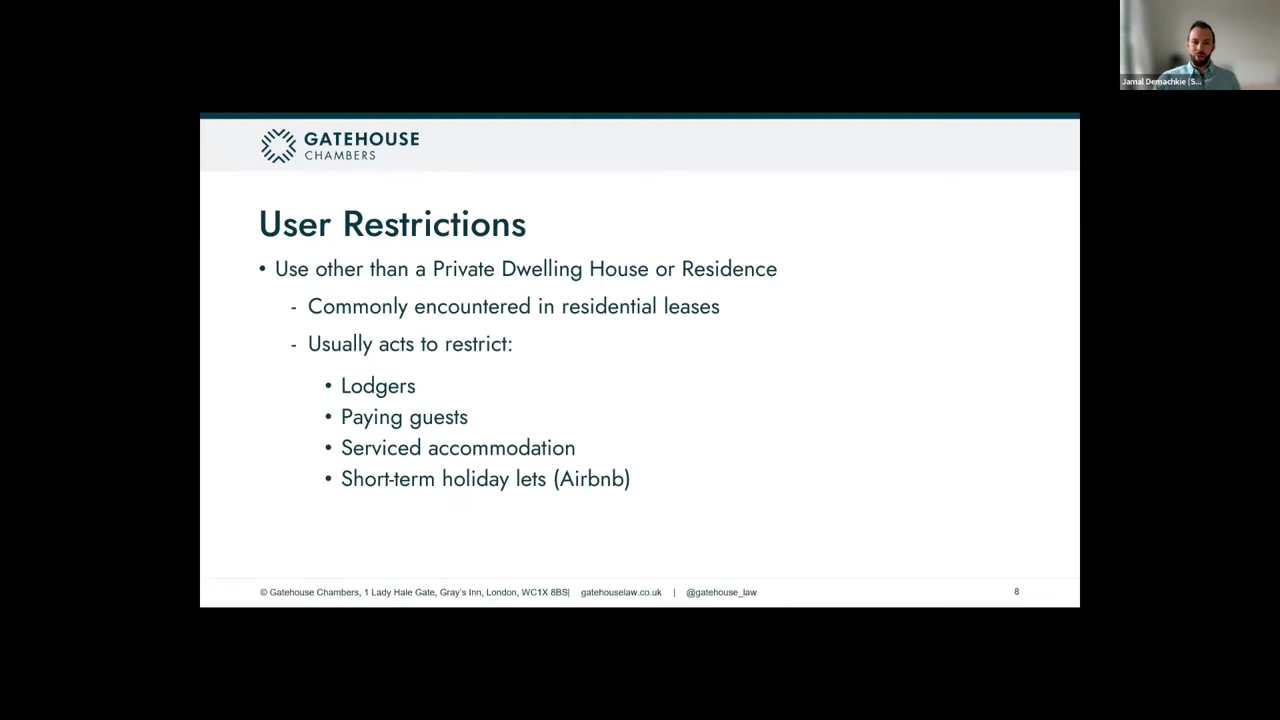 Jamal Demachkie (S...
GATEHOUSE
CHAMBERS
User Restrictions
• Use other than a Private Dwelling House or Residence
- Commonly encountered in residential leases
- Usually acts to restrict:
• Lodgers
• Paying guests
• Serviced accommodation
• Short-term holiday lets (Airbnb)
© Gatehouse Chambers, 1 Lady Hale Gate, Gray's Inn, London, WC1X 8BS| gatehouselaw.co.uk | @gatehouse_law 8